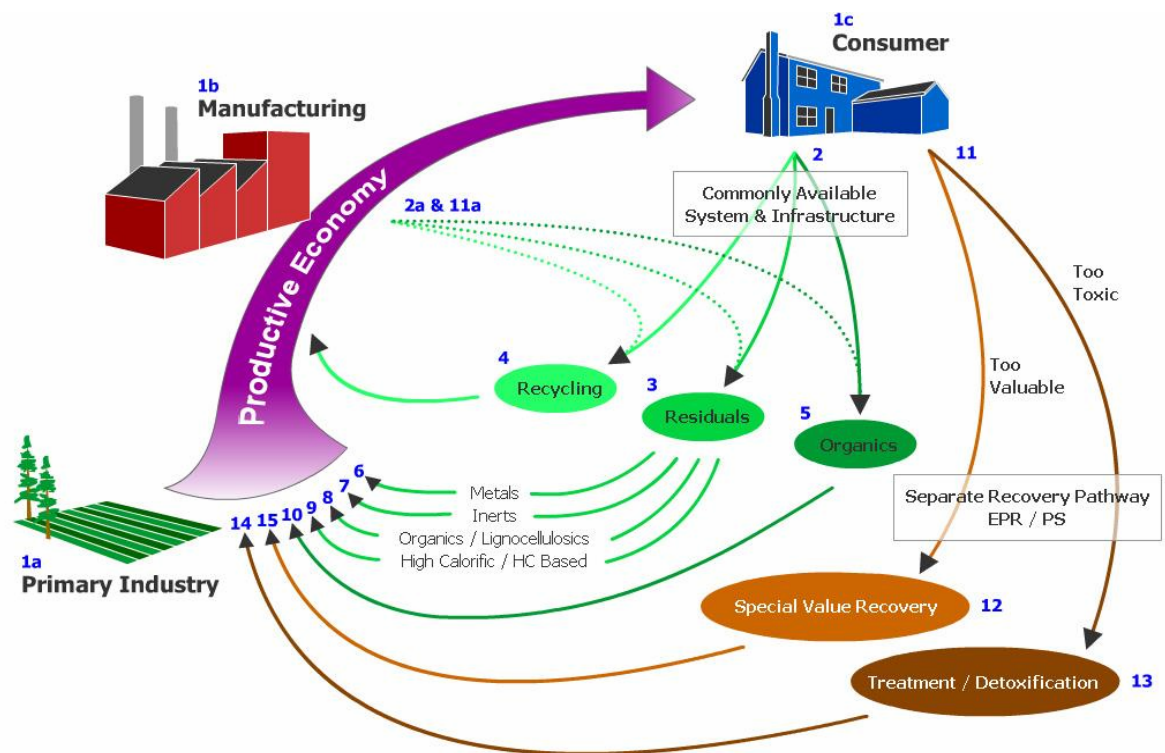 1c
Consumer
1b
Manufacturing
Productive Economy
2
11
Commonly Available
System & Infrastructure
2a & 11a
Too
Toxic
Too
Valuable
4
Recycling
3
Residuals
5
Organics
6
7
8
9
10
15
14
Metals
Inerts
Organics / Lignocellulosics
High Calorific / HC Based
Separate Recovery Pathway
EPR / PS
1a
Primary Industry
Special Value Recovery
12
Treatment / Detoxification
13